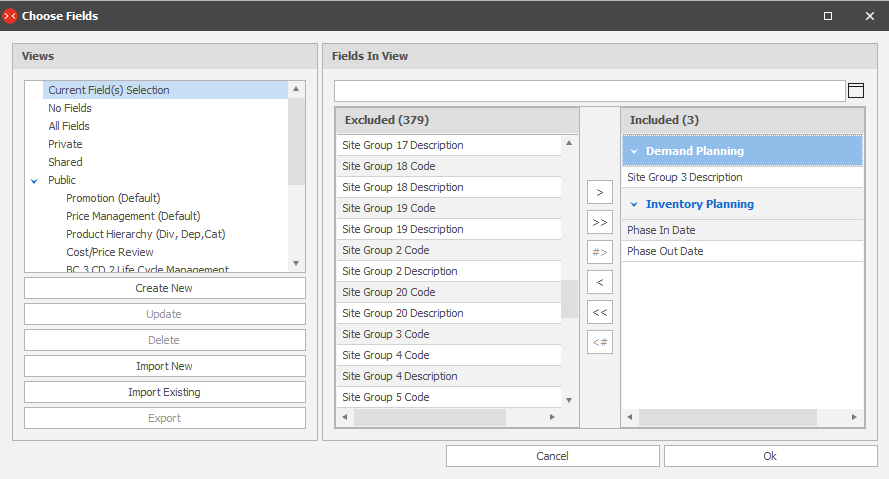 Choose Fields
Views
Current Field(s) Selection
No Fields
All Fields
Private
Shared
Public
Promotion (Default)
Price Management (Default)
Product Hierarchy (Div, Dep,Cat)
Cost/Price Review
BC 3 CD 2 Life Cycle Management
Create New
Update
Delete
Import New
Import Existing
Export
Fields In View
Excluded (379)
Site Group 17 Description
Site Group 18 Code
Site Group 18 Description
Site Group 19 Code
Site Group 19 Description
Site Group 2 Code
Site Group 2 Description
Site Group 20 Code
Site Group 20 Description
Site Group 3 Code
Site Group 4 Code
Site Group 4 Description
Site Group 5 Code
>
>>
#>
<
<<
<#
Included (3)
Demand Planning
Site Group 3 Description
Inventory Planning
Phase In Date
Phase Out Date
Cancel
Ok